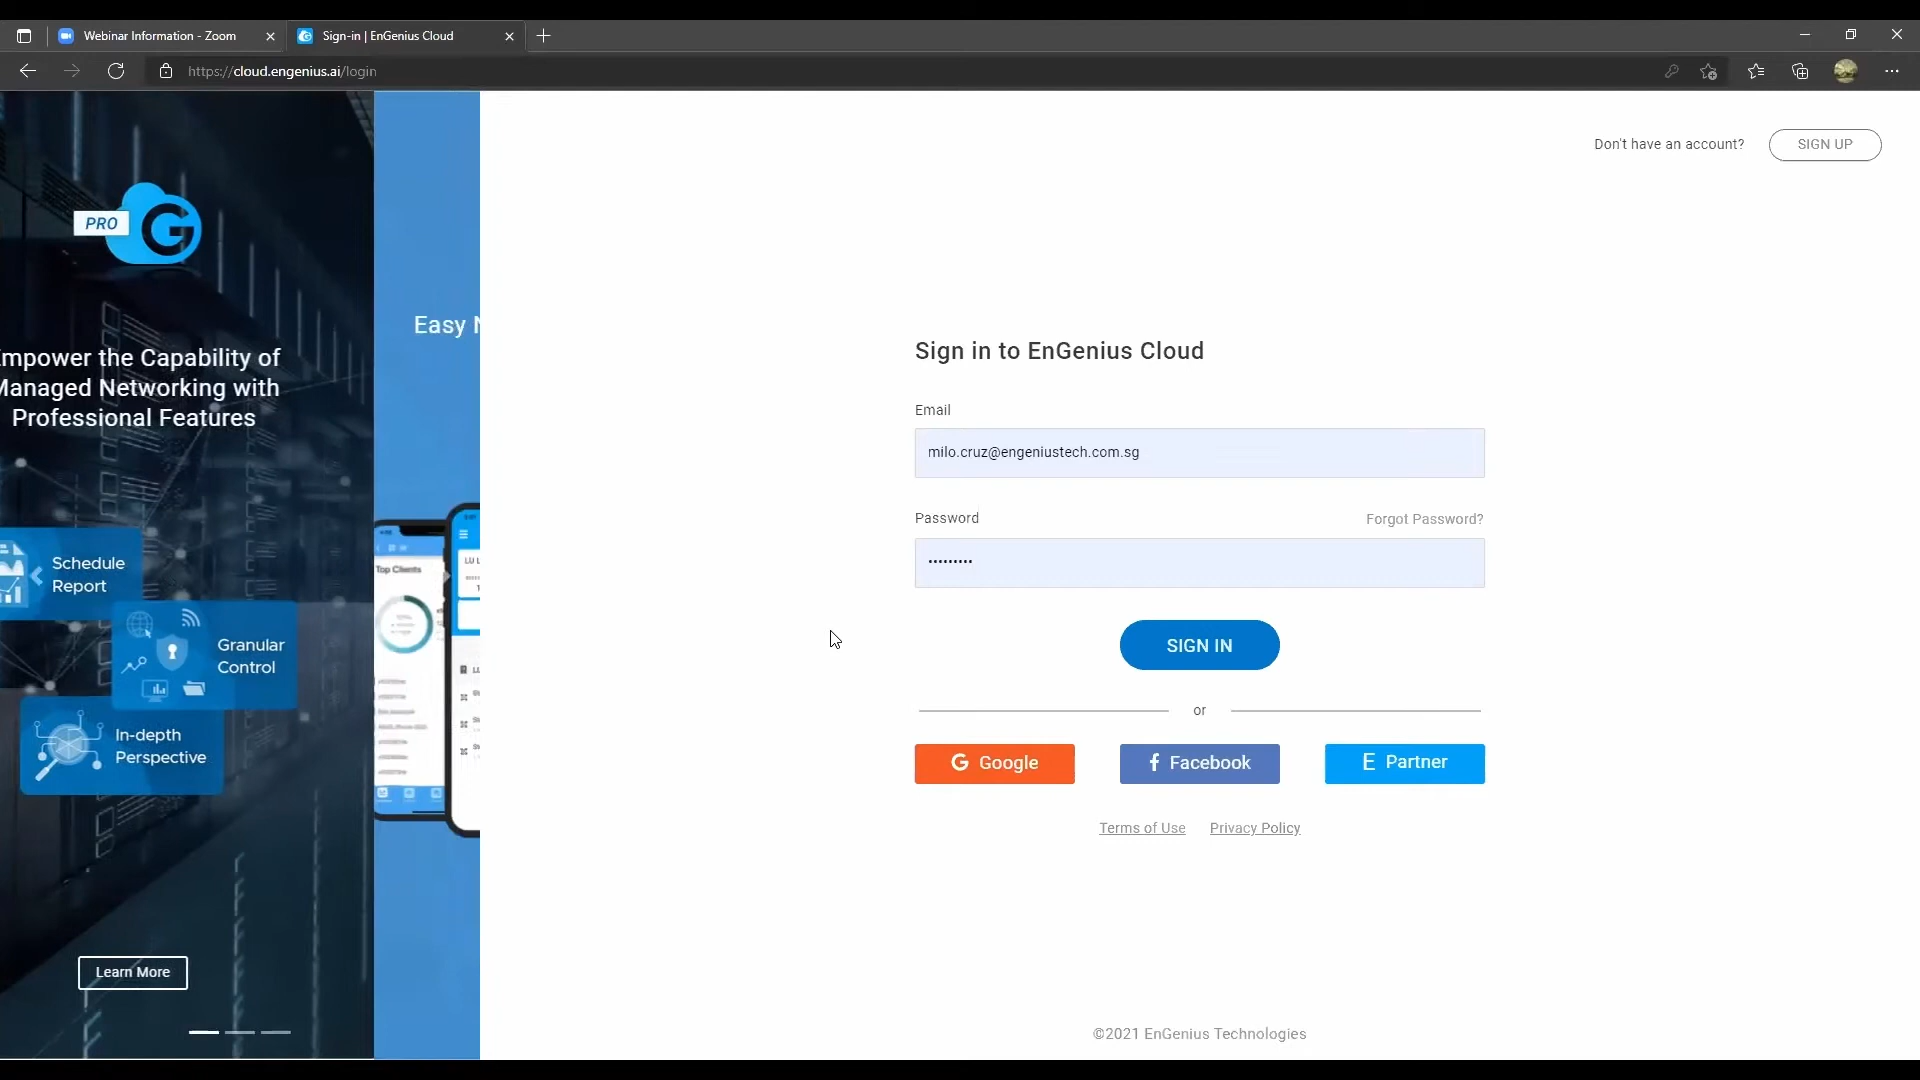 Webinar Information - Zoom
Sign-in | EnGenius Cloud
https://cloud.engenius.ai/login
Don't have an account?
SIGN UP
PRO
G
Empower the Capability of
Managed Networking with
Professional Features
Schedule
Report
Granular
Control
In-depth
Perspective
Learn More
Easy
Top Clients
Sign in to EnGenius Cloud
Email
milo.cruz@engeniustech.com.sg
Password
Forgot Password?
•••••••••
SIGN IN
or
G Google
f Facebook
E Partner
Terms of Use
Privacy Policy
©2021 EnGenius Technologies